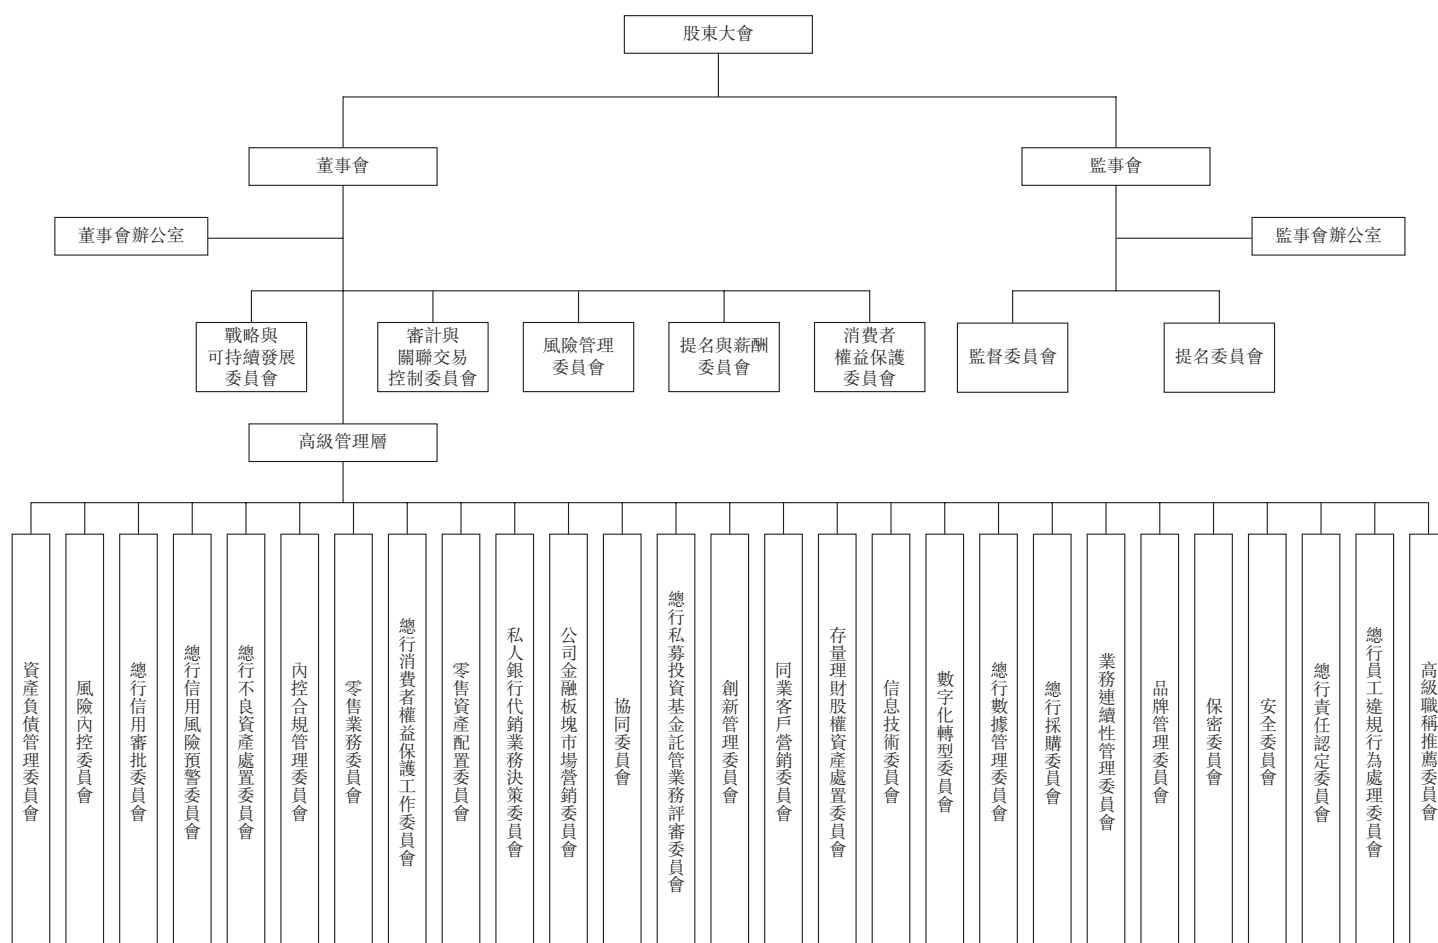 股東大會
董事會
監事會
董事會辦公室
監事會辦公室
戰略與
可持續發展
委員會
審計與
關聯交易
控制委員會
風險管理
委員會
提名與薪酬
委員會
消費者
權益保護
委員會
監督委員會
提名委員會
高級管理層
資產負債管理委員會
風險內控委員會
總行信用審批委員會
總行信用風險預警委員會
總行不良資產處置委員會
內控合規管理委員會
零售業務委員會
總行消費者權益保護工作委員會
零售資產配置委員會
私人銀行代銷業務決策委員會
公司金融板塊市場營銷委員會
協同委員會
總行私募投資基金託管業務評審委員會
創新管理委員會
同業客戶營銷委員會
存量理財股權資產處置委員會
信息技術委員會
數字化轉型委員會
總行數據管理委員會
總行採購委員會
業務連續性管理委員會
品牌管理委員會
保密委員會
安全委員會
總行責任認定委員會
總行員工違規行為處理委員會
高級職稱推薦委員會